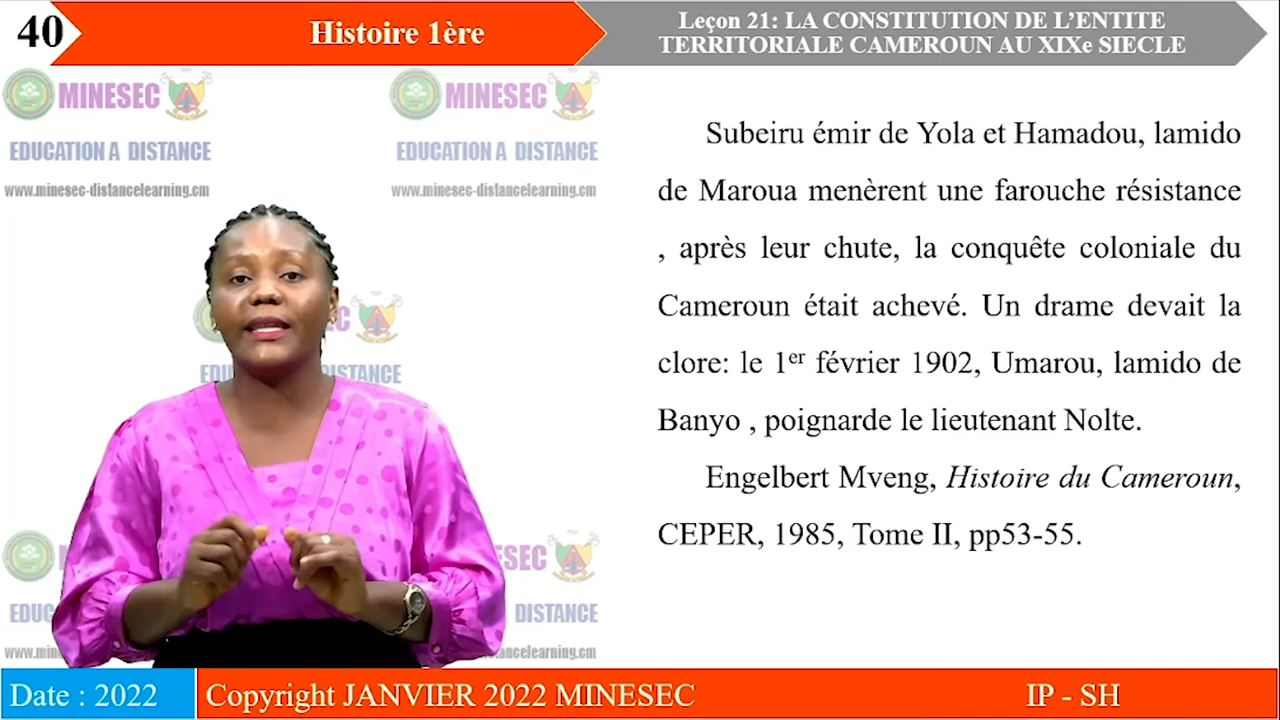 40
Histoire 1ère
Leçon 21: LA CONSTITUTION DE L'ENTITE
TERRITORIALE CAMEROUN AU XIXe SIECLE
MINESEC
EDUCATION A DISTANCE
www.minesec-distancelearning.cm
MINESEC
EDUCATION A DISTANCE
www.minesec-distancelearning.cm
Subeiru émir de Yola et Hamadou, lamido
de Maroua menèrent une farouche résistance
, après leur chute, la conquête coloniale du
Cameroun était achevé. Un drame devait la
clore: le 1er février 1902, Umarou, lamido de
Banyo , poignarde le lieutenant Nolte.
Engelbert Mveng, Histoire du Cameroun,
CEPER, 1985, Tome II, pp53-55.
Date : 2022
Copyright JANVIER 2022 MINESEC
IP - SH